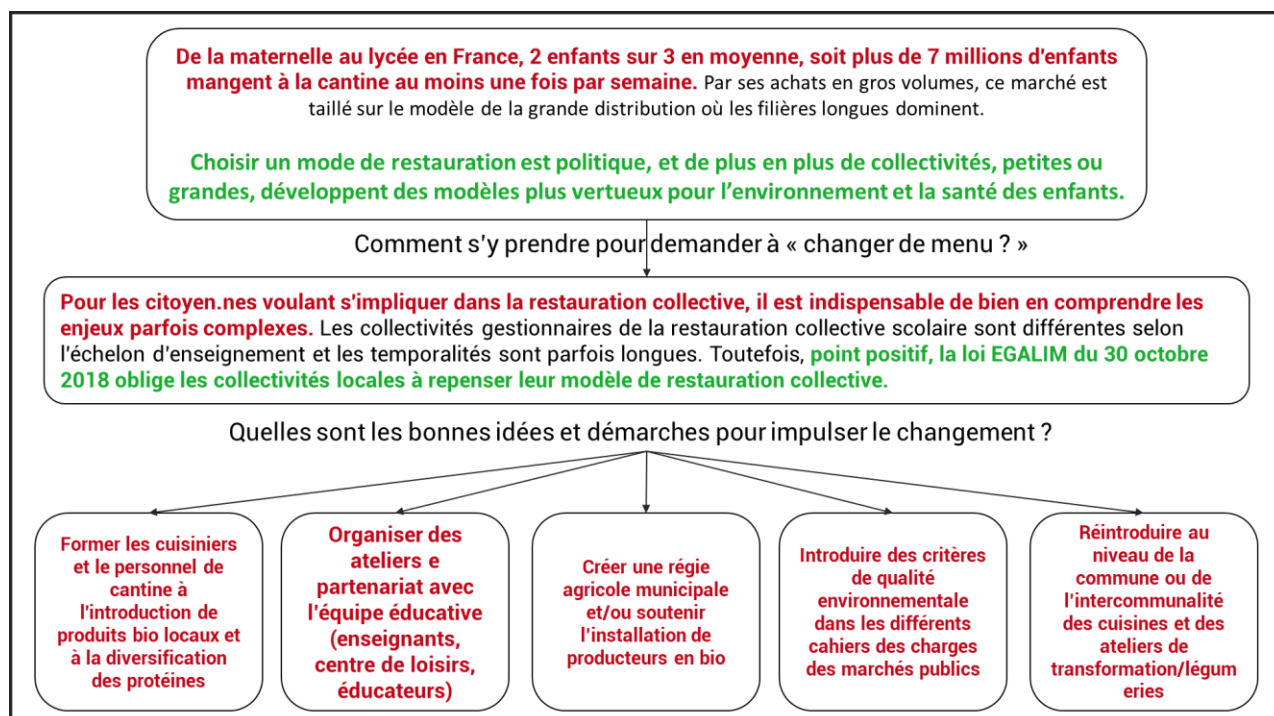 De la maternelle au lycée en France, 2 enfants sur 3 en moyenne, soit plus de 7 millions d'enfants
mangent à la cantine au moins une fois par semaine. Par ses achats en gros volumes, ce marché est
taillé sur le modèle de la grande distribution où les filières longues dominent.
Choisir un mode de restauration est politique, et de plus en plus de collectivités, petites ou
grandes, développent des modèles plus vertueux pour l’environnement et la santé des enfants.
Comment s’y prendre pour demander à « changer de menu ? »
Pour les citoyen.nes voulant s'impliquer dans la restauration collective, il est indispensable de bien en comprendre les
enjeux parfois complexes. Les collectivités gestionnaires de la restauration collective scolaire sont différentes selon
l'échelon d’enseignement et les temporalités sont parfois longues. Toutefois, point positif, la loi EGALIM du 30 octobre
2018 oblige les collectivités locales à repenser leur modèle de restauration collective.
Quelles sont les bonnes idées et démarches pour impulser le changement ?
Former les cuisiniers
et le personnel de
cantine à
l’introduction de
produits bio locaux et
à la diversification
des protéines
Organiser des
ateliers e
partenariat avec
l’équipe éducative
(enseignants,
centre de loisirs,
éducateurs)
Créer une régie
agricole municipale
et/ou soutenir
l’installation de
producteurs en bio
Introduire des critères
de qualité
environnementale
dans les différents
cahiers des charges
des marchés publics
Réintroduire au
niveau de la
commune ou de
l’intercommunalité
des cuisines et des
ateliers de
transformation/légum
eries